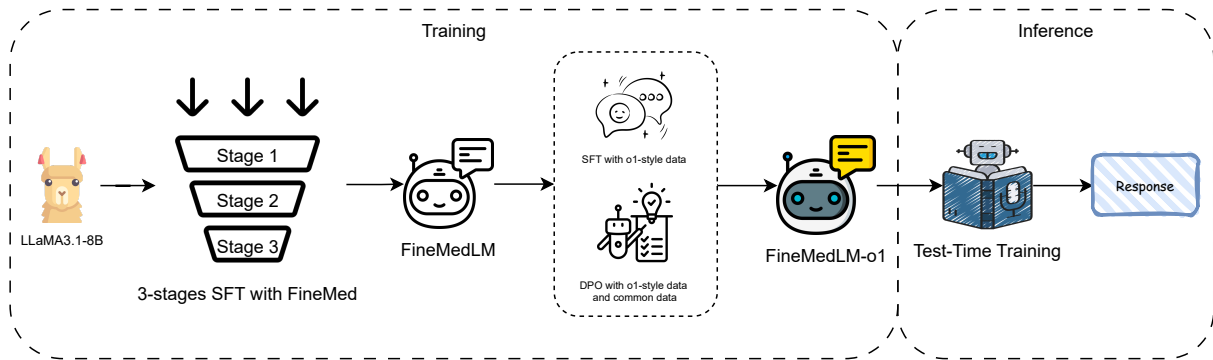 Training
Inference
Stage 1
Stage 2
Stage 3
LLaMA3.1-8B
3-stages SFT with FineMed
FineMedLM
SFT with o1-style data
DPO with o1-style data
and common data
FineMedLM-o1
Test-Time Training
Response